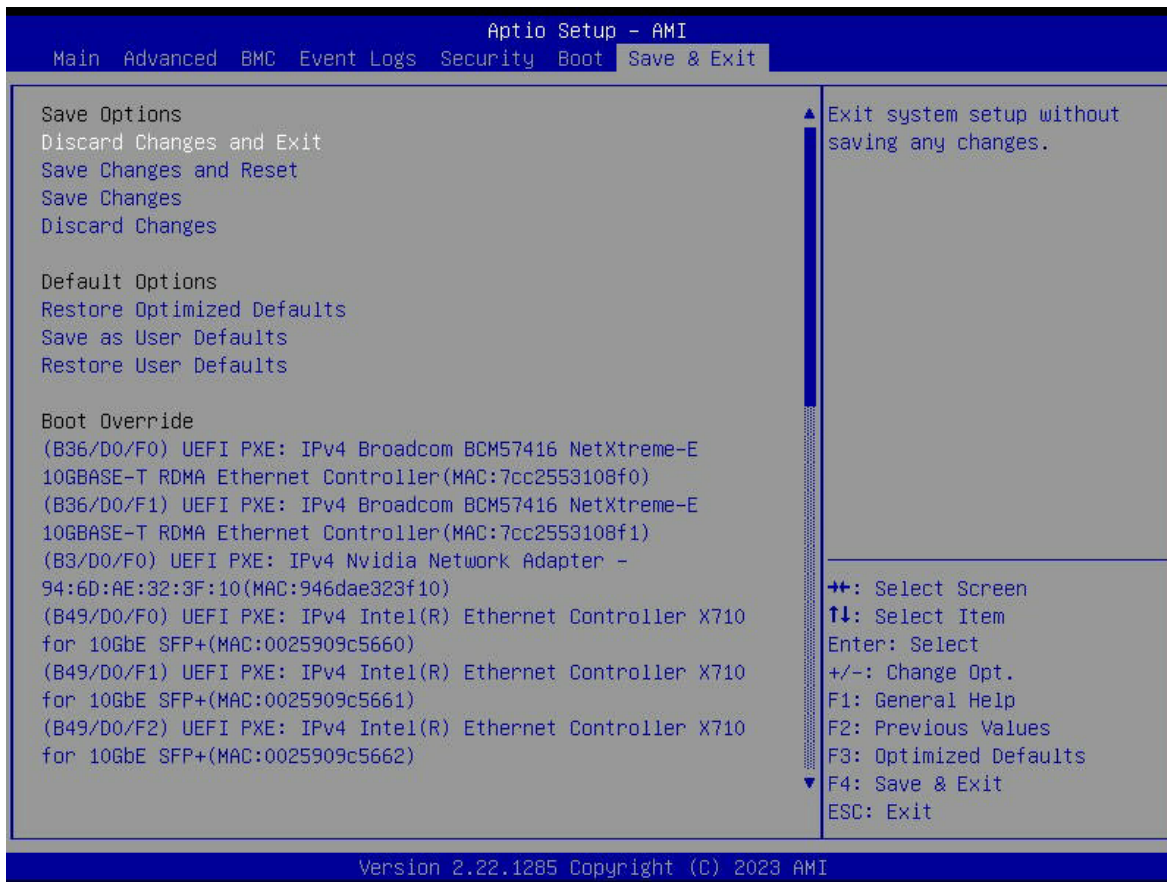 Aptio Setup – AMI
Main Advanced BMC Event Logs Security Boot Save & Exit
Save Options
Discard Changes and Exit
Save Changes and Reset
Save Changes
Discard Changes
Default Options
Restore Optimized Defaults
Save as User Defaults
Restore User Defaults
Boot Override
(B36/D0/F0) UEFI PXE: IPv4 Broadcom BCM57416 NetXtreme-E
10GBASE-T RDMA Ethernet Controller(MAC:7cc2553108f0)
(B36/D0/F1) UEFI PXE: IPv4 Broadcom BCM57416 NetXtreme-E
10GBASE-T RDMA Ethernet Controller(MAC:7cc2553108f1)
(B3/D0/F0) UEFI PXE: IPv4 Nvidia Network Adapter -
94:6D:AE:32:3F:10(MAC:946dae323f10)
(B49/D0/F0) UEFI PXE: IPv4 Intel(R) Ethernet Controller X710
for 10GbE SFP+(MAC:0025909c5660)
(B49/D0/F1) UEFI PXE: IPv4 Intel(R) Ethernet Controller X710
for 10GbE SFP+(MAC:0025909c5661)
(B49/D0/F2) UEFI PXE: IPv4 Intel(R) Ethernet Controller X710
for 10GbE SFP+(MAC:0025909c5662)
Exit system setup without
saving any changes.
→←: Select Screen
↑↓: Select Item
Enter: Select
+/-: Change Opt.
F1: General Help
F2: Previous Values
F3: Optimized Defaults
F4: Save & Exit
ESC: Exit
Version 2.22.1285 Copyright (C) 2023 AMI